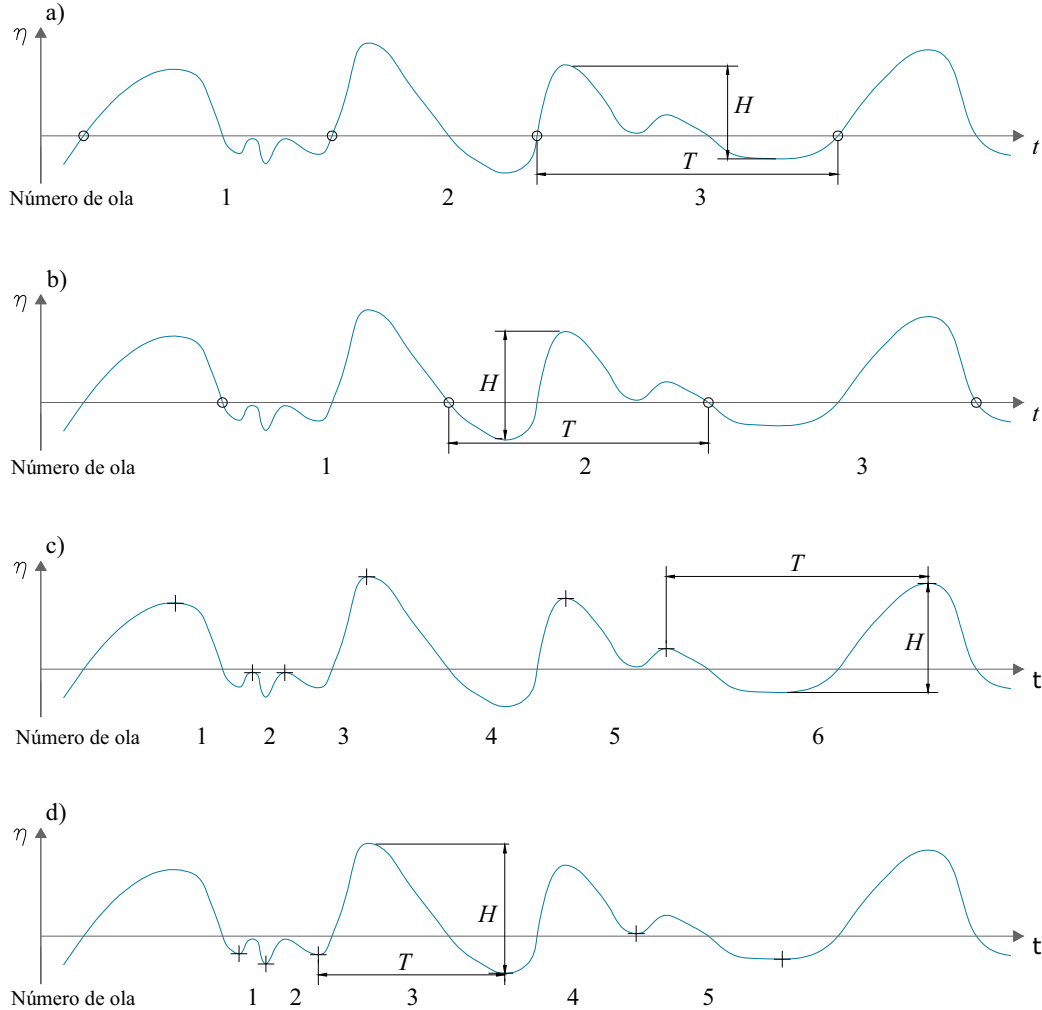 a)
η
H
t
T
Número de ola 1 2 3
b)
η
H
t
T
Número de ola 1 2 3
c)
η
T
H
t
Número de ola 1 2 3 4 5 6
d)
η
H
t
T
Número de ola 1 2 3 4 5